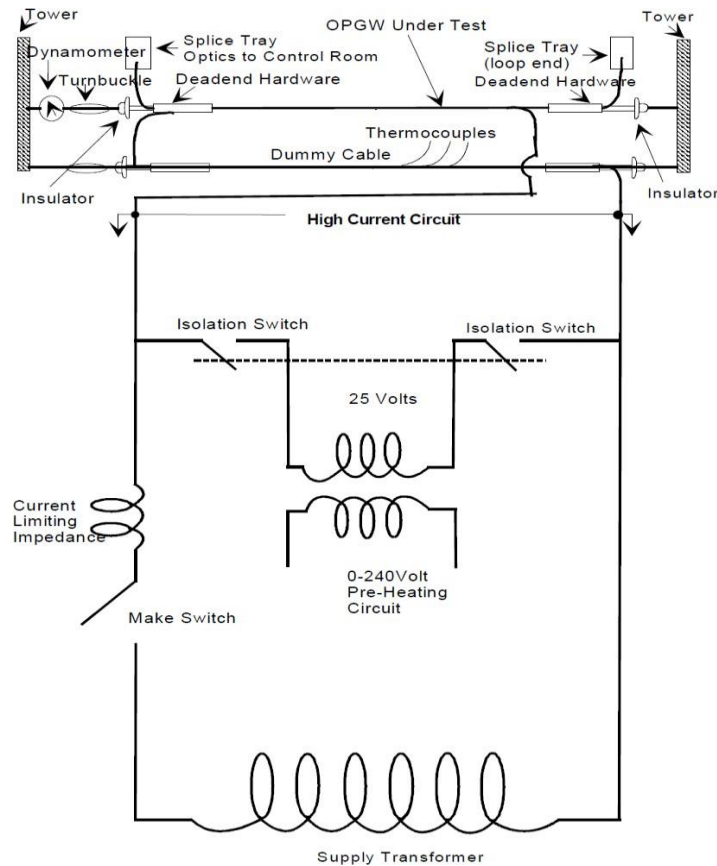 Tower
Tower
Dynamometer
Splice Tray
Optics to Control Room
OPGW Under Test
Splice Tray
(loop end)
Turnbuckle
Deadend Hardware
Deadend Hardware
Thermocouples
Dummy Cable
Insulator
Insulator
High Current Circuit
Isolation Switch
Isolation Switch
25 Volts
Current
Limiting
Impedance
0-240Volt
Pre-Heating
Circuit
Make Switch
Supply Transformer